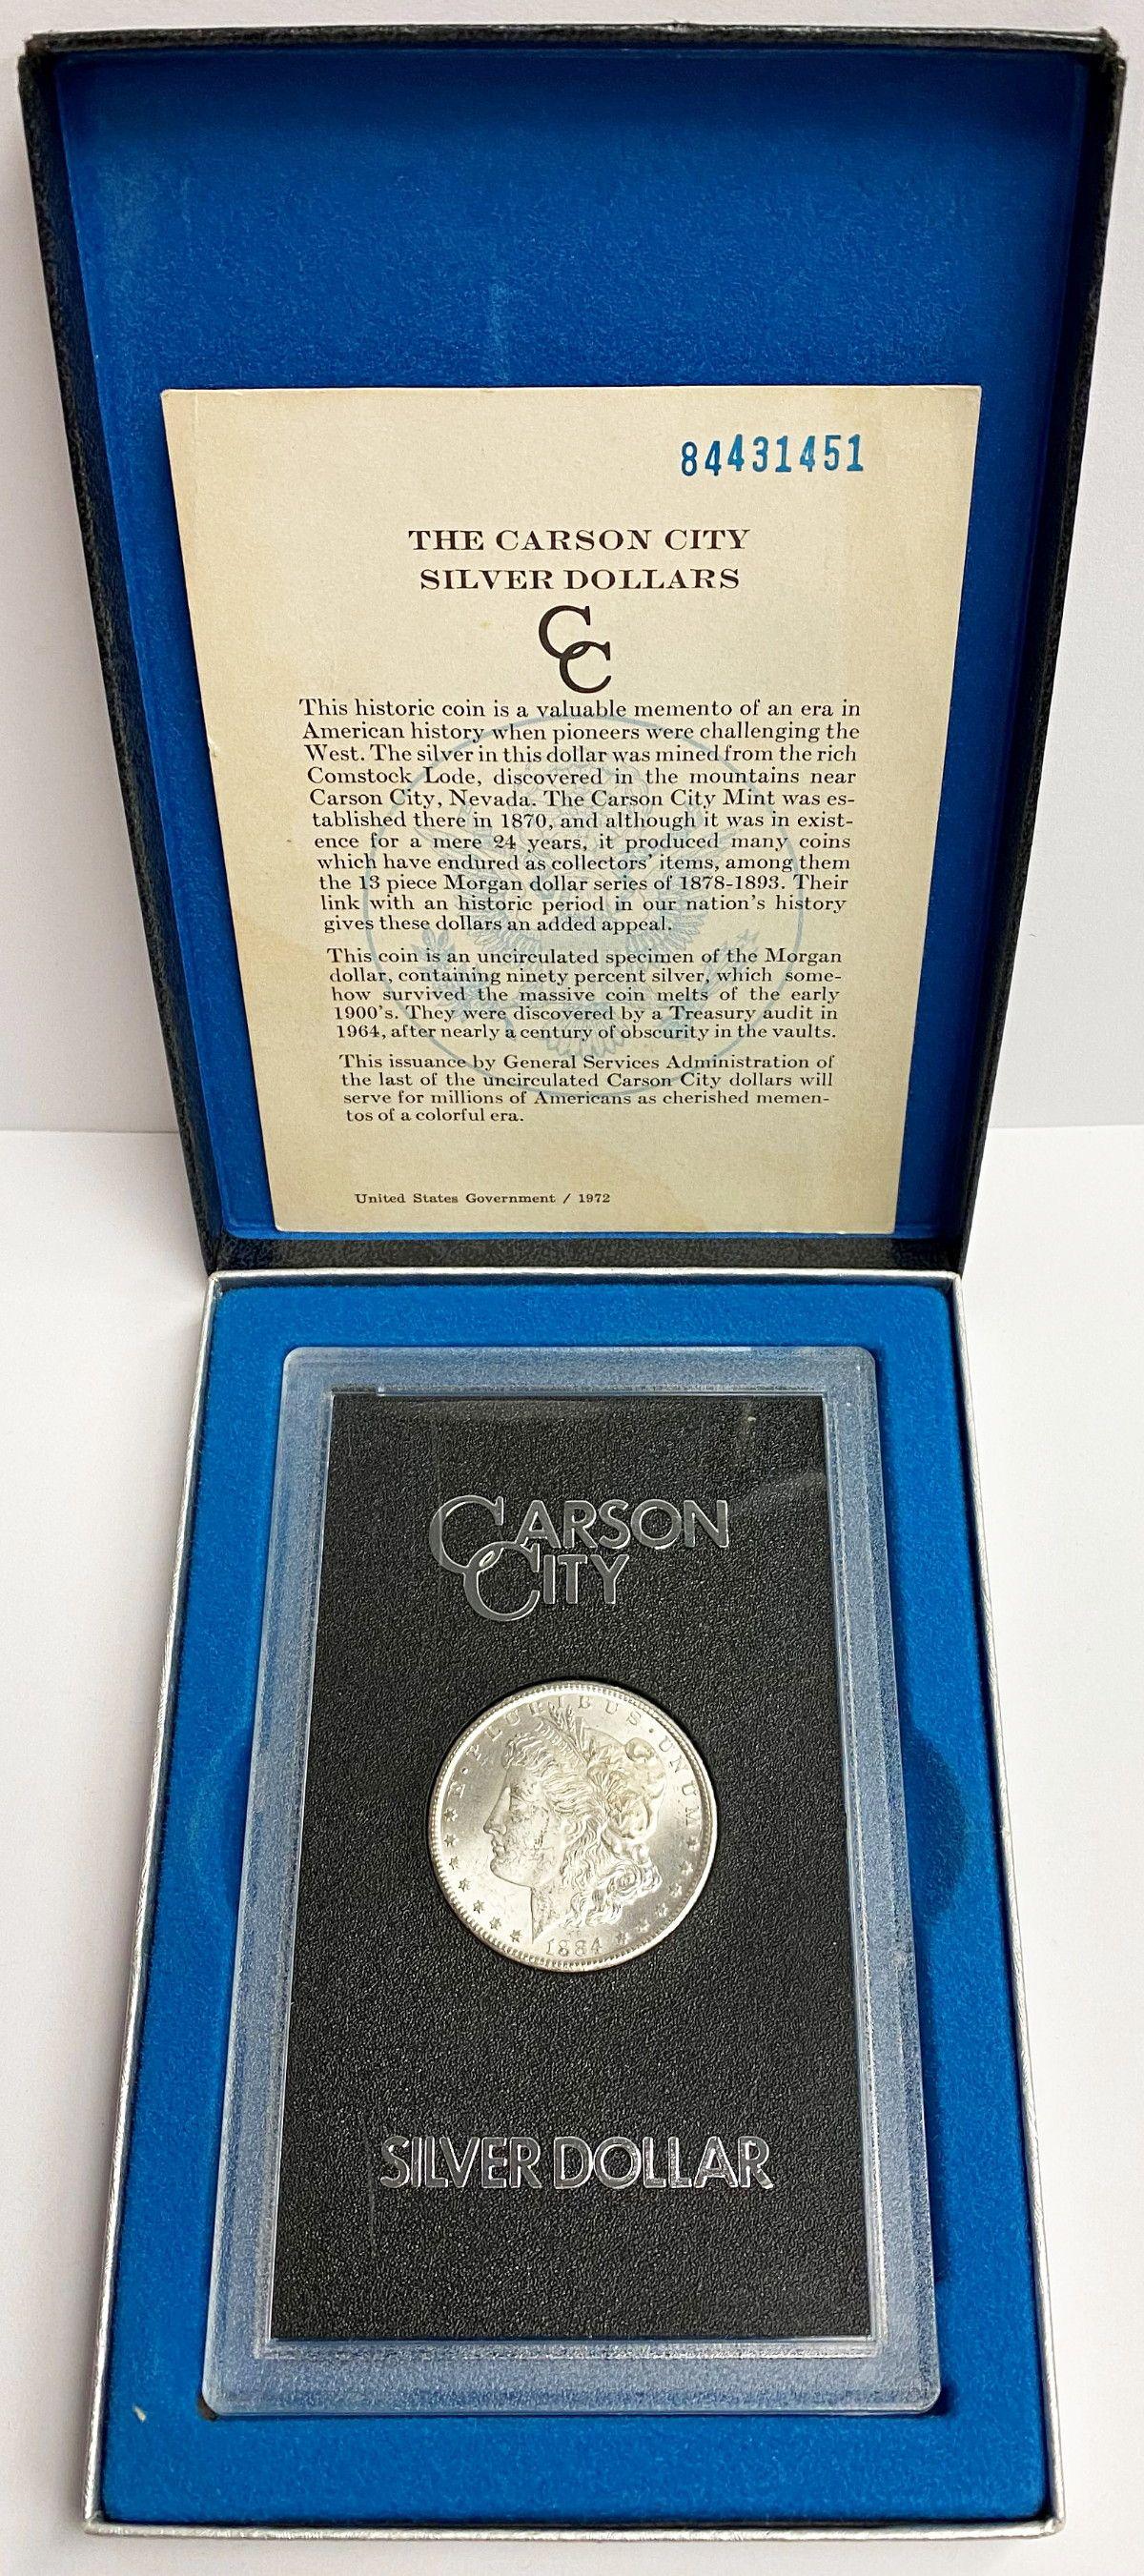 84431451
THE CARSON CITY
SILVER DOLLARS
CC
This historic coin is a valuable memento of an era in
American history when pioneers were challenging the
West. The silver in this dollar was mined from the rich
Comstock Lode, discovered in the mountains near
Carson City, Nevada. The Carson City Mint was es-
tablished there in 1870, and although it was in exist-
ence for a mere 24 years, it produced many coins
which have endured as collectors' items, among them
the 13 piece Morgan dollar series of 1878-1893. Their
link with an historic period in our nation's history
gives these dollars an added appeal.
This coin is an uncirculated specimen of the Morgan
dollar, containing ninety percent silver, which some-
how survived the massive coin melts of the early
1900's. They were discovered by a Treasury audit in
1964, after nearly a century of obscurity in the vaults.
This issuance by General Services Administration of
the last of the uncirculated Carson City dollars will
serve for millions of Americans as cherished memen-
tos of a colorful era.
United States Government / 1972
CARSON
CITY
E·PLURIBUS·UNUM
1884
SILVER DOLLAR